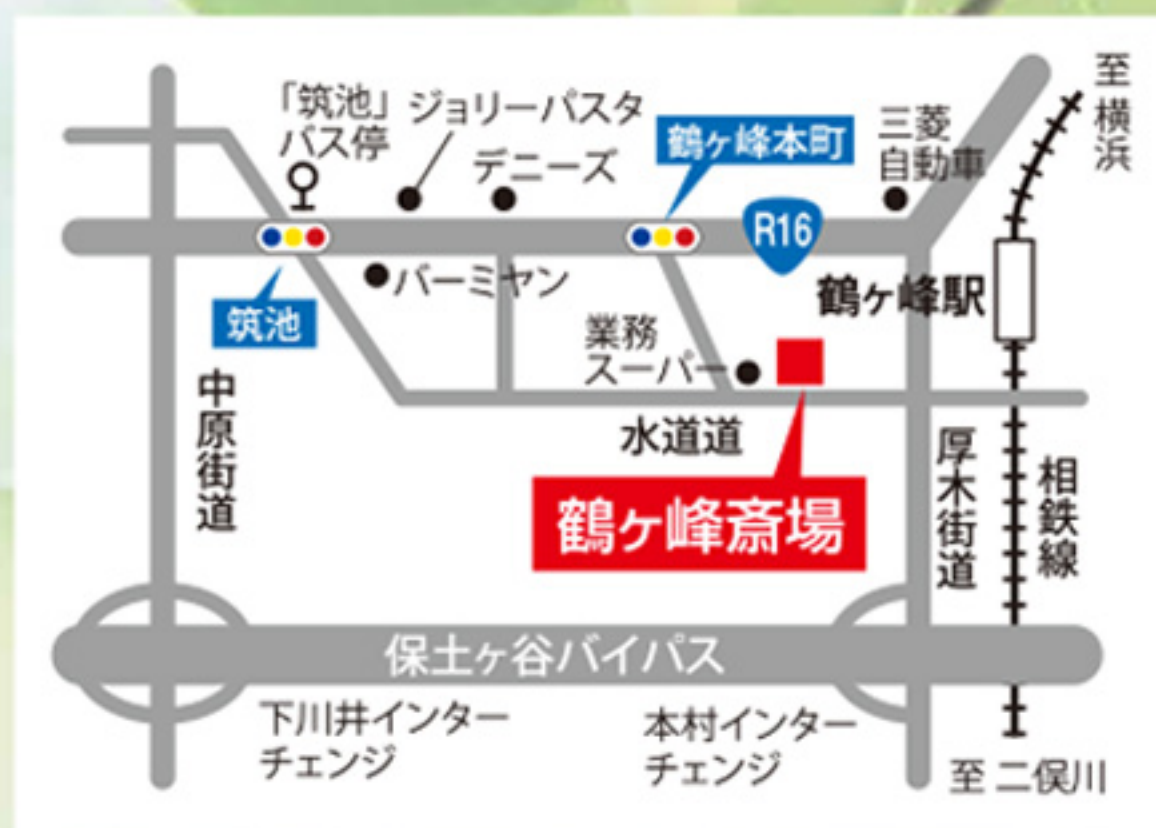 至
横浜
「筑池」
バス停
ジョリーパスタ
デニーズ
鶴ヶ峰本町
三菱
自動車
R16
バーミヤン
筑池
鶴ヶ峰駅
業務
スーパー
中原街道
水道道
厚木街道
相鉄線
鶴ヶ峰斎場
保土ヶ谷バイパス
下川井インター
チェンジ
本村インター
チェンジ
至 二俣川